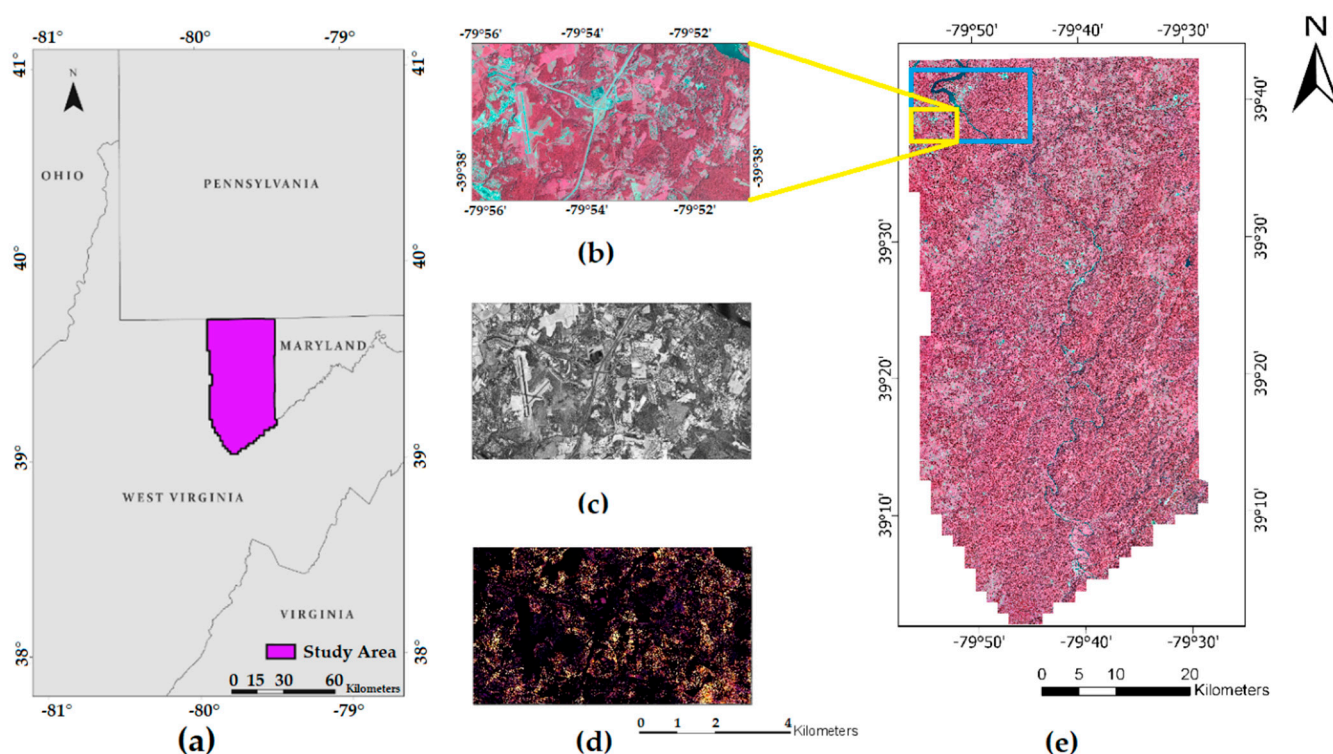 -81°
-80°
-79°
41°
41°
N
OHIO
PENNSYLVANIA
40°
40°
MARYLAND
39°
39°
WEST VIRGINIA
VIRGINIA
38°
38°
Study Area
0 15 30 60 Kilometers
-81°
-80°
-79°
(a)
-79°56'
-79°54'
-79°52'
-39°38'
-39°38'
-79°56'
-79°54'
-79°52'
(b)
(c)
(d)
0 1 2 4 Kilometers
-79°50'
-79°40'
-79°30'
N
39°40'
39°30'
39°30'
39°20'
39°20'
39°10'
39°10'
-79°50'
-79°40'
-79°30'
0 5 10 20
Kilometers
(e)